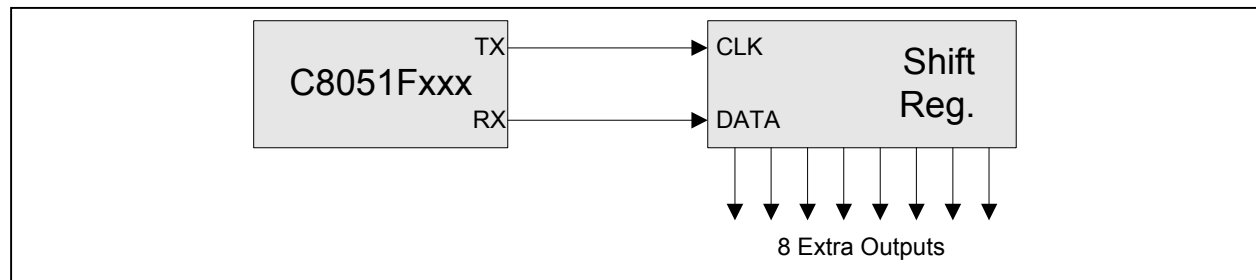 TX
CLK
C8051Fxxx
Shift
Reg.
RX
DATA
8 Extra Outputs